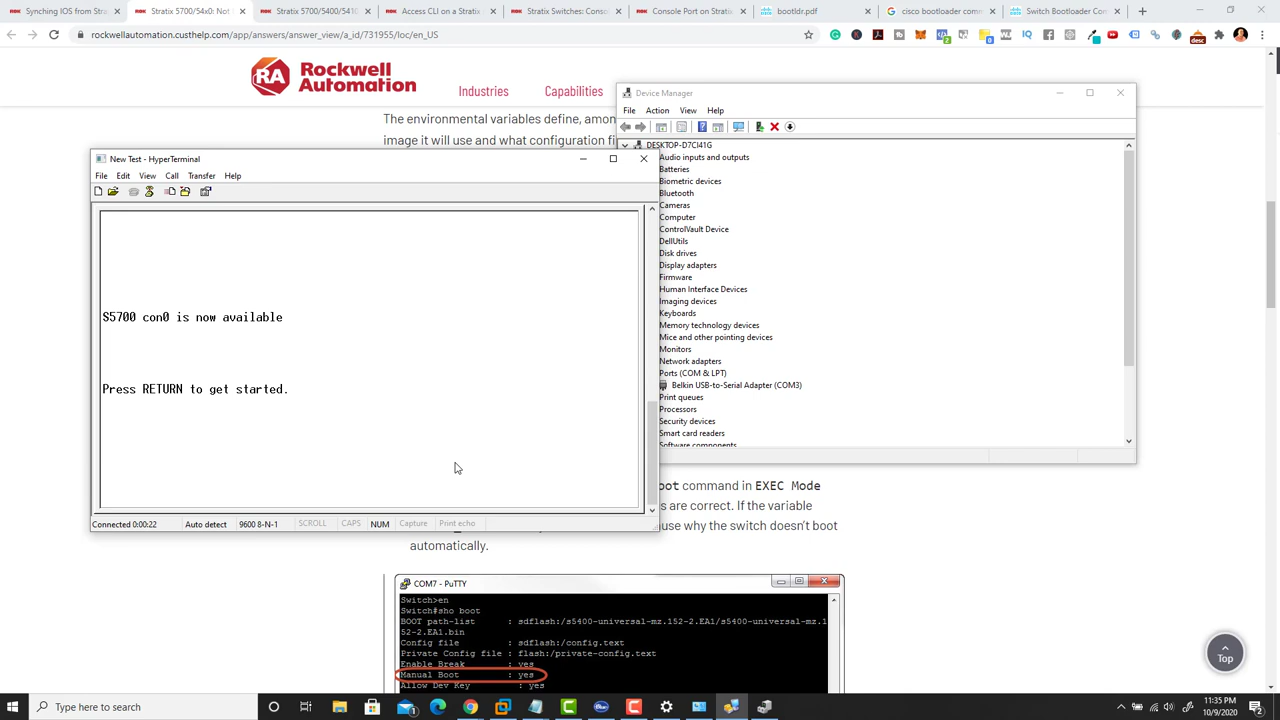 Synching IOS from Stra
Stratix 5700/54x0: Not
Stratix 5700/5400/5410
Access CLI on a Stratix
Stratix Switches: Conso
Console Port on Stratix
bootldr.pdf
cisco bootloader comm
Switch Bootloader Com
rockwellautomation.custhelp.com/app/answers/answer_view/a_id/731955/loc/en_US
Rockwell
Automation
Industries
Capabilities
The environmental variables define, amon
image it will use and what configuration fi
Device Manager
File Action View Help
DESKTOP-D7CI41G
Audio inputs and outputs
Batteries
Biometric devices
Bluetooth
Cameras
Computer
ControlVault Device
DellUtils
Disk drives
Display adapters
Firmware
Human Interface Devices
Imaging devices
Keyboards
Memory technology devices
Mice and other pointing devices
Monitors
Network adapters
Ports (COM & LPT)
Belkin USB-to-Serial Adapter (COM3)
Print queues
Processors
Security devices
Smart card readers
Software components
New Test - HyperTerminal
File Edit View Call Transfer Help
S5700 con0 is now available
Press RETURN to get started.
Connected 0:00:22 Auto detect 9600 8-N-1 SCROLL CAPS NUM Capture Print echo
oot command in EXEC Mode
s are correct. If the variable
use why the switch doesn't boot
automatically.
COM7 - PuTTY
Switch>en
Switch#sho boot
BOOT path-list : sdflash:/s5400-universal-mz.152-2.EA1/s5400-universal-mz.1
52-2.EA1.bin
Config file : sdflash:/config.text
Private Config file : flash:/private-config.text
Enable Break : yes
Manual Boot : yes
Allow Dev Key : yes
Top
Type here to search
11:35 PM
10/9/2020